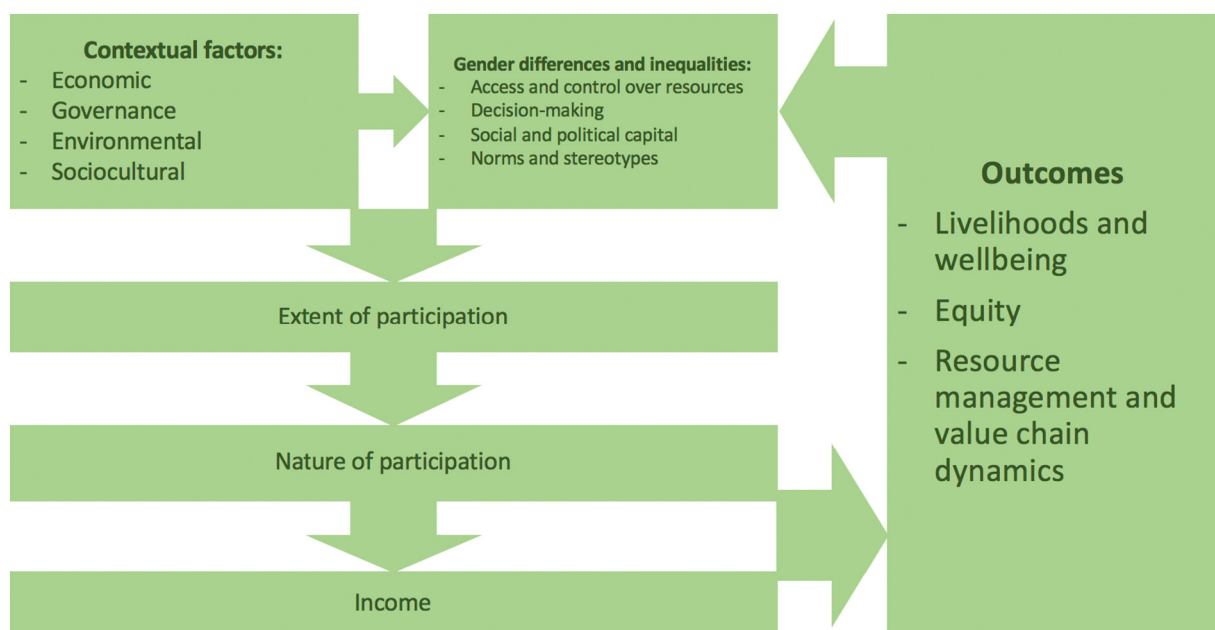 Contextual factors:
- Economic
- Governance
- Environmental
- Sociocultural
Gender differences and inequalities:
- Access and control over resources
- Decision-making
- Social and political capital
- Norms and stereotypes
Extent of participation
Nature of participation
Income
Outcomes
- Livelihoods and
wellbeing
- Equity
- Resource
management and
value chain
dynamics